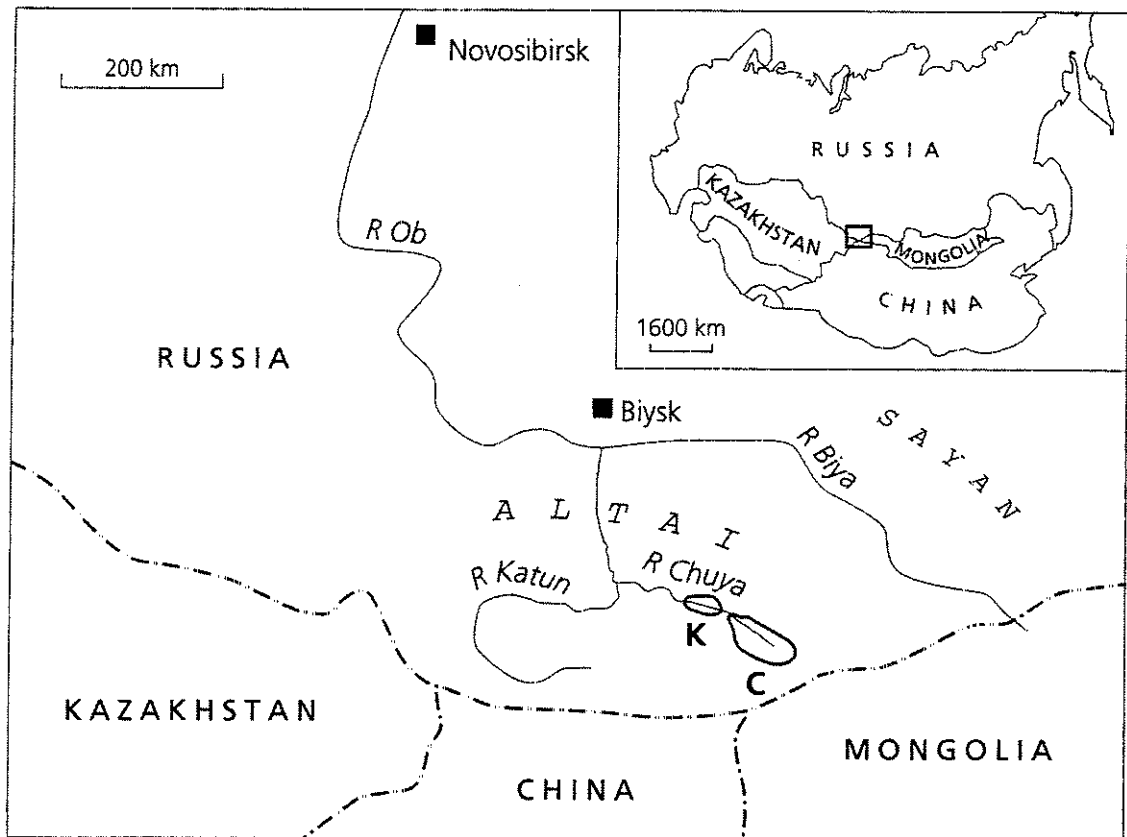 Novosibirsk
200 km
RUSSIA
KAZAKHSTAN
MONGOLIA
CHINA
1600 km
R Ob
RUSSIA
Biysk
R Biya
SAYAN
ALTAI
R Katun
R Chuya
K
C
KAZAKHSTAN
CHINA
MONGOLIA